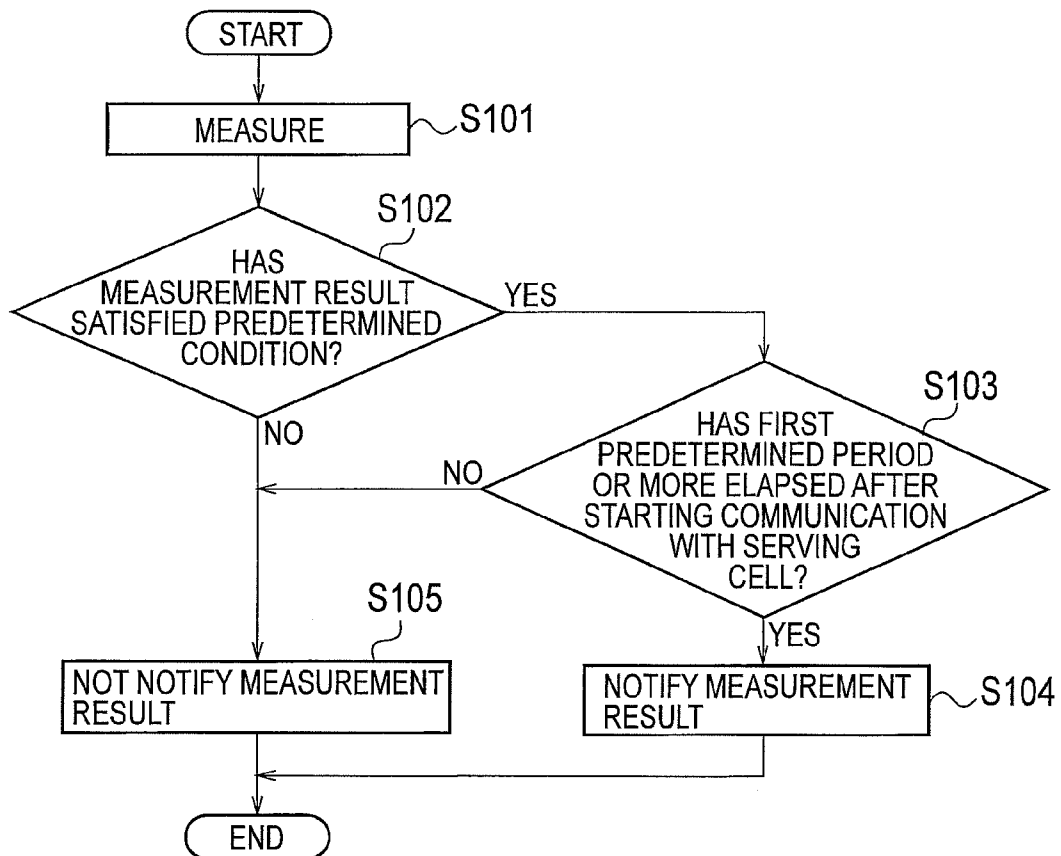 START
MEASURE
S101
S102
HAS
MEASUREMENT RESULT
SATISFIED PREDETERMINED
CONDITION?
YES
NO
S103
HAS FIRST
PREDETERMINED PERIOD
OR MORE ELAPSED AFTER
STARTING COMMUNICATION
WITH SERVING
CELL?
NO
YES
S105
NOT NOTIFY MEASUREMENT
RESULT
NOTIFY MEASUREMENT
RESULT
S104
END